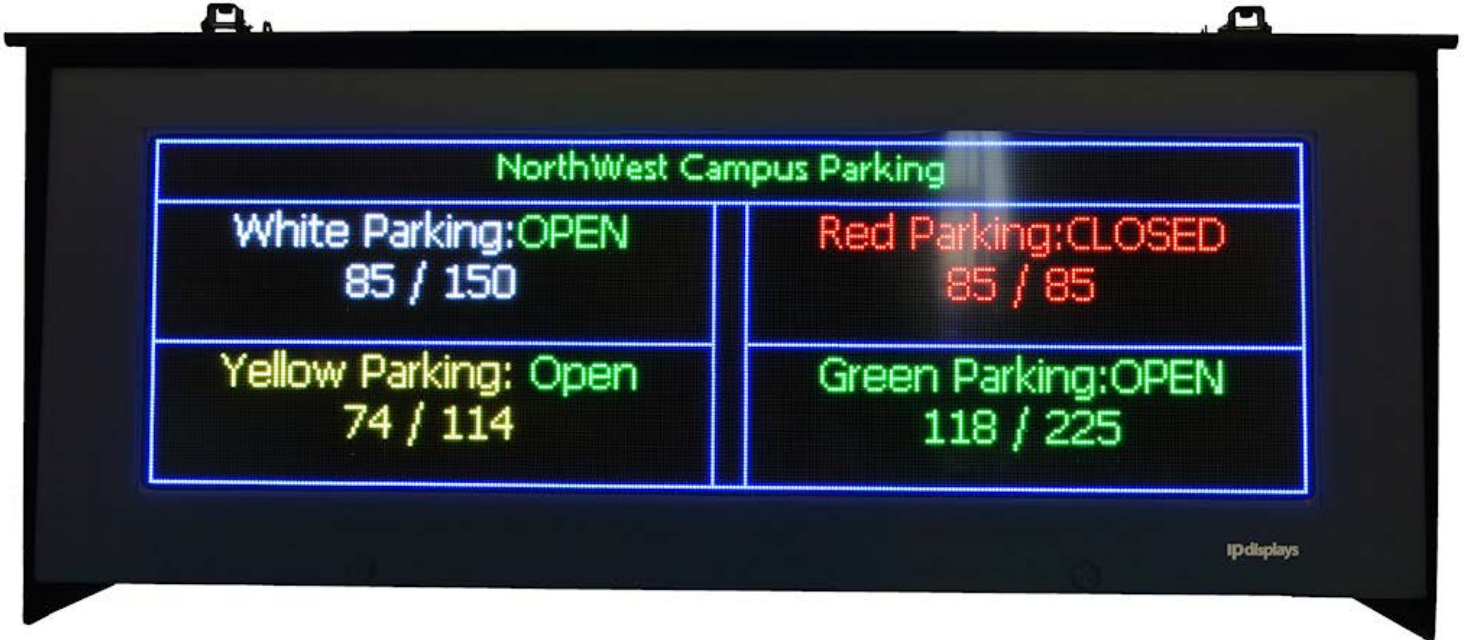 NorthWest Campus Parking
White Parking:OPEN
85 / 150
Red Parking:CLOSED
85 / 85
Yellow Parking: Open
74 / 114
Green Parking:OPEN
118 / 225
IPdisplays